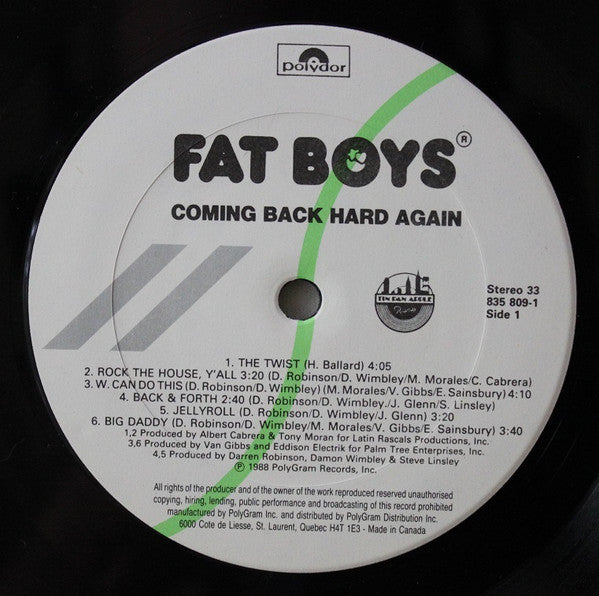 polydor
FAT BOYS®
COMING BACK HARD AGAIN
TIN PAN APPLE
Stereo 33
835 809-1
Side 1
1. THE TWIST (H. Ballard) 4:05
2. ROCK THE HOUSE, Y'ALL 3:20 (D. Robinson/D. Wimbley/M. Morales/C. Cabrera)
3. W. CAN DO THIS (D. Robinson/D. Wimbley) (M. Morales/V. Gibbs/E. Sainsbury) 4:10
4. BACK & FORTH 2:40 (D. Robinson/D. Wimbley./J. Glenn/S. Linsley)
5. JELLYROLL (D. Robinson/D. Wimbley/J. Glenn) 3:20
6. BIG DADDY (D. Robinson/D. Wimbley/M. Morales/V. Gibbs/E. Sainsbury) 3:40
1,2 Produced by Albert Cabrera & Tony Moran for Latin Rascals Productions, Inc.
3,6 Produced by Van Gibbs and Eddison Electrik for Palm Tree Enterprises, Inc.
4,5 Produced by Darren Robinson, Damon Wimbley & Steve Linsley
℗ 1988 PolyGram Records, Inc.
All rights of the producer and of the owner of the work reproduced reserved unauthorised
copying, hiring, lending, public performance and broadcasting of this record prohibited
manufactured by PolyGram Inc. and distributed by PolyGram Distribution Inc.
6000 Cote de Liesse, St. Laurent, Quebec H4T 1E3 - Made in Canada